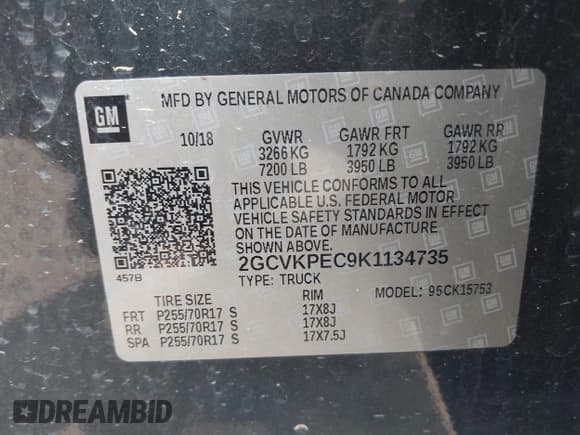 GM
MFD BY GENERAL MOTORS OF CANADA COMPANY
10/18 GVWR GAWR FRT GAWR RR
3266 KG 1792 KG 1792 KG
7200 LB 3950 LB 3950 LB
THIS VEHICLE CONFORMS TO ALL
APPLICABLE U.S. FEDERAL MOTOR
VEHICLE SAFETY STANDARDS IN EFFECT
ON THE DATE OF MANUFACTURE
SHOWN ABOVE.
457B
2GCVKPEC9K1134735
TYPE: TRUCK MODEL: 95CK15753
TIRE SIZE RIM
FRT P255/70R17 S 17X8J
RR P255/70R17 S 17X8J
SPA P255/70R17 S 17X7.5J
DREAMBID